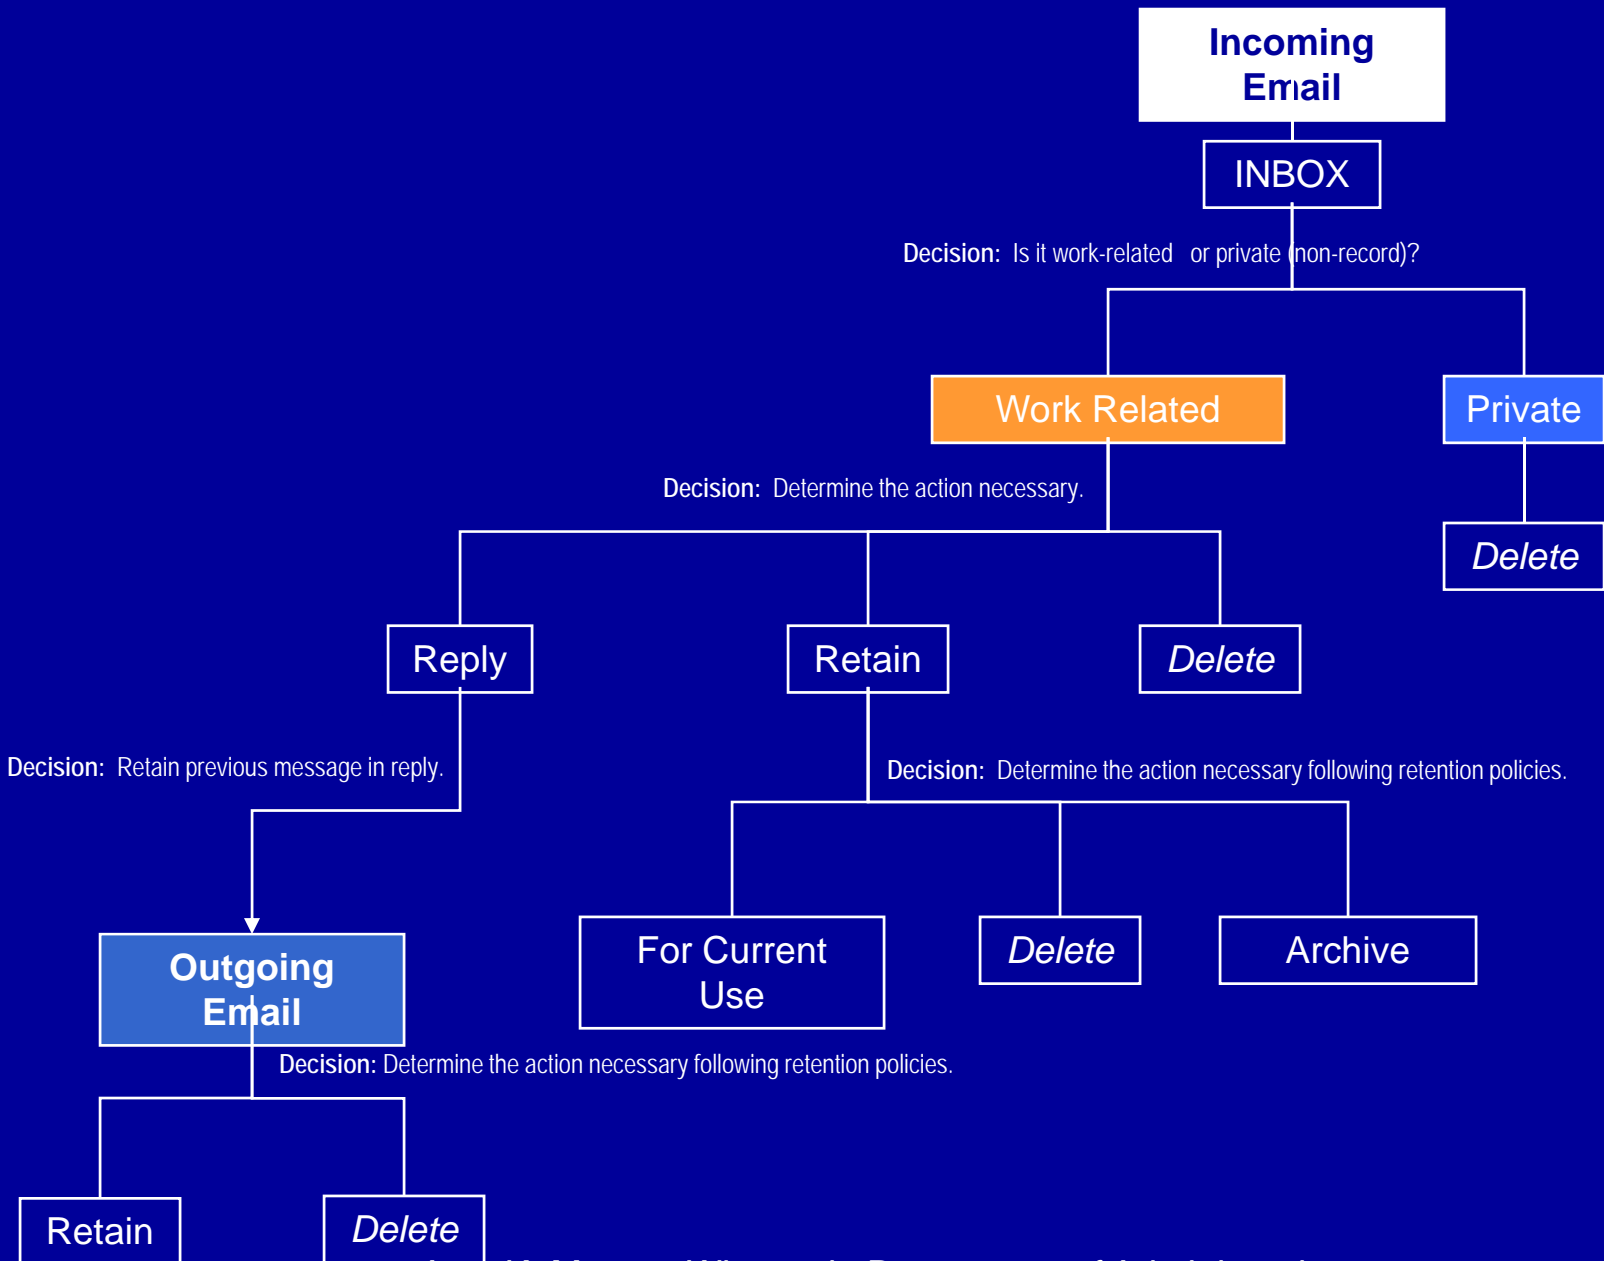 Incoming
Email
INBOX
Decision: Is it work-related or private (non-record)?
Work Related
Private
Decision: Determine the action necessary.
Delete
Reply
Retain
Delete
Decision: Retain previous message in reply.
Decision: Determine the action necessary following retention policies.
For Current
Use
Delete
Archive
Outgoing
Email
Decision: Determine the action necessary following retention policies.
Retain
Delete